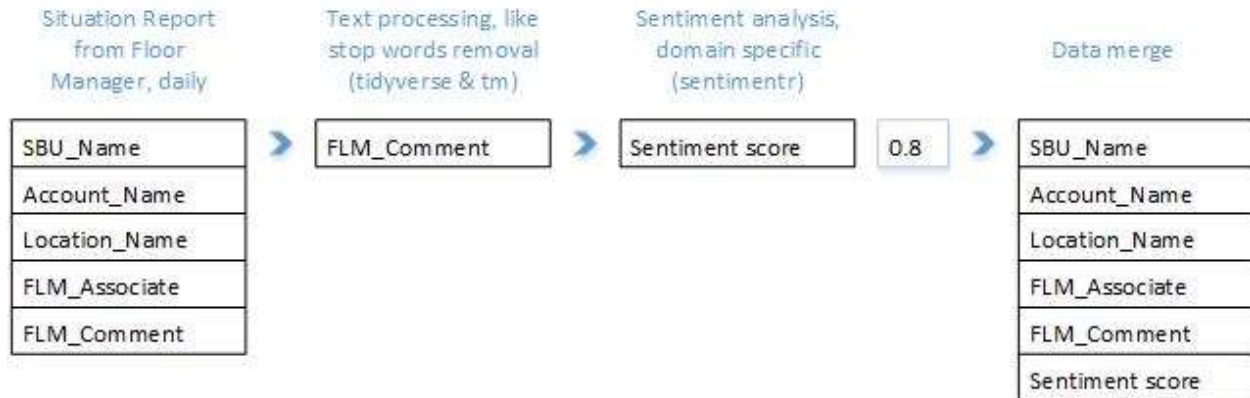 Situation Report
from Floor
Manager, daily
Text processing, like
stop words removal
(tidyverse & tm)
Sentiment analysis,
domain specific
(sentimentr)
Data merge
SBU_Name
Account_Name
Location_Name
FLM_Associate
FLM_Comment
FLM_Comment
Sentiment score
0.8
SBU_Name
Account_Name
Location_Name
FLM_Associate
FLM_Comment
Sentiment score